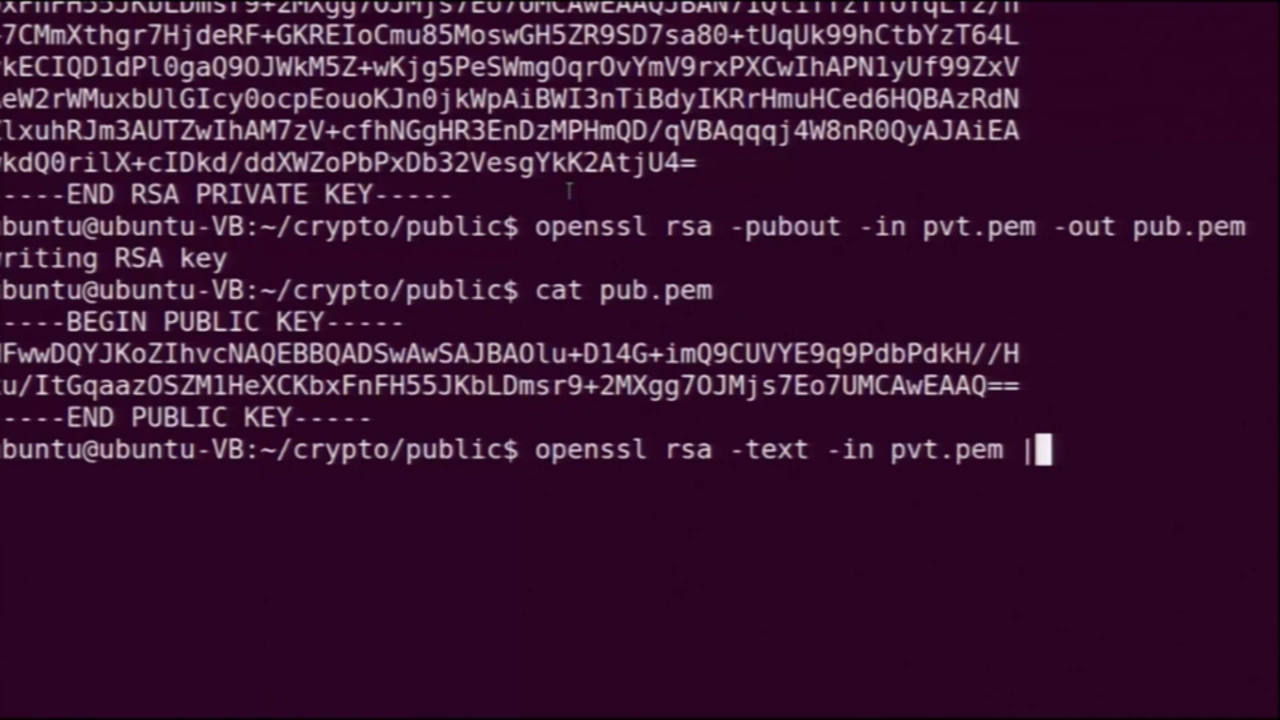 7CMmXthgr7HjdeRF+GKREIoCmu85MoswGH5ZR9SD7sa80+tUqUk99hCtbYzT64L
kECIQD1dPl0gaQ9OJWkM5Z+wKjg5PeSWmgOqrOvYmV9rxPXCwIhAPN1yUf99ZxV
eW2rWMuxbUlGIcy0ocpEouoKJn0jkWpAiBWI3nTiBdyIKRrHmuHCed6HQBAzRdN
lxuhRJm3AUTZwIhAM7zV+cfhNGgHR3EnDzMPHmQD/qVBAqqqj4W8nR0QyAJAiEA
kdQ0rilX+cIDkd/ddXWZoPbPxDb32VesgYkK2AtjU4=
----END RSA PRIVATE KEY-----
buntu@ubuntu-VB:~/crypto/public$ openssl rsa -pubout -in pvt.pem -out pub.pem
riting RSA key
buntu@ubuntu-VB:~/crypto/public$ cat pub.pem
----BEGIN PUBLIC KEY-----
FwwDQYJKoZIhvcNAQEBBQADSwAwSAJBAOlu+D14G+imQ9CUVYE9q9PdbPdkH//H
u/ItGqaazOSZM1HeXCKbxFnFH55JKbLDmsr9+2MXgg7OJMjs7Eo7UMCAwEAAQ==
----END PUBLIC KEY-----
buntu@ubuntu-VB:~/crypto/public$ openssl rsa -text -in pvt.pem |